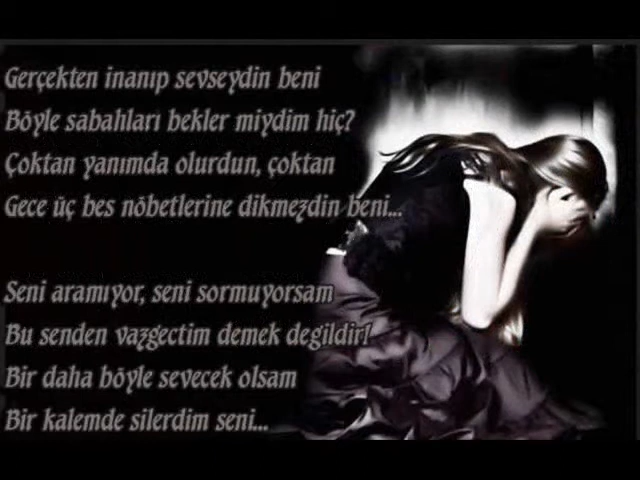 Gerçekten inanıp sevseydin beni
Böyle sabahları bekler miydim hiç?
Çoktan yanımda olurdun, çoktan
Gece üç bes nöbetlerine dikmezdin beni...
Seni aramıyor, seni sormuyorsam
Bu senden vazgectim demek degildir!
Bir daha böyle sevecek olsam
Bir kalemde silerdim seni...